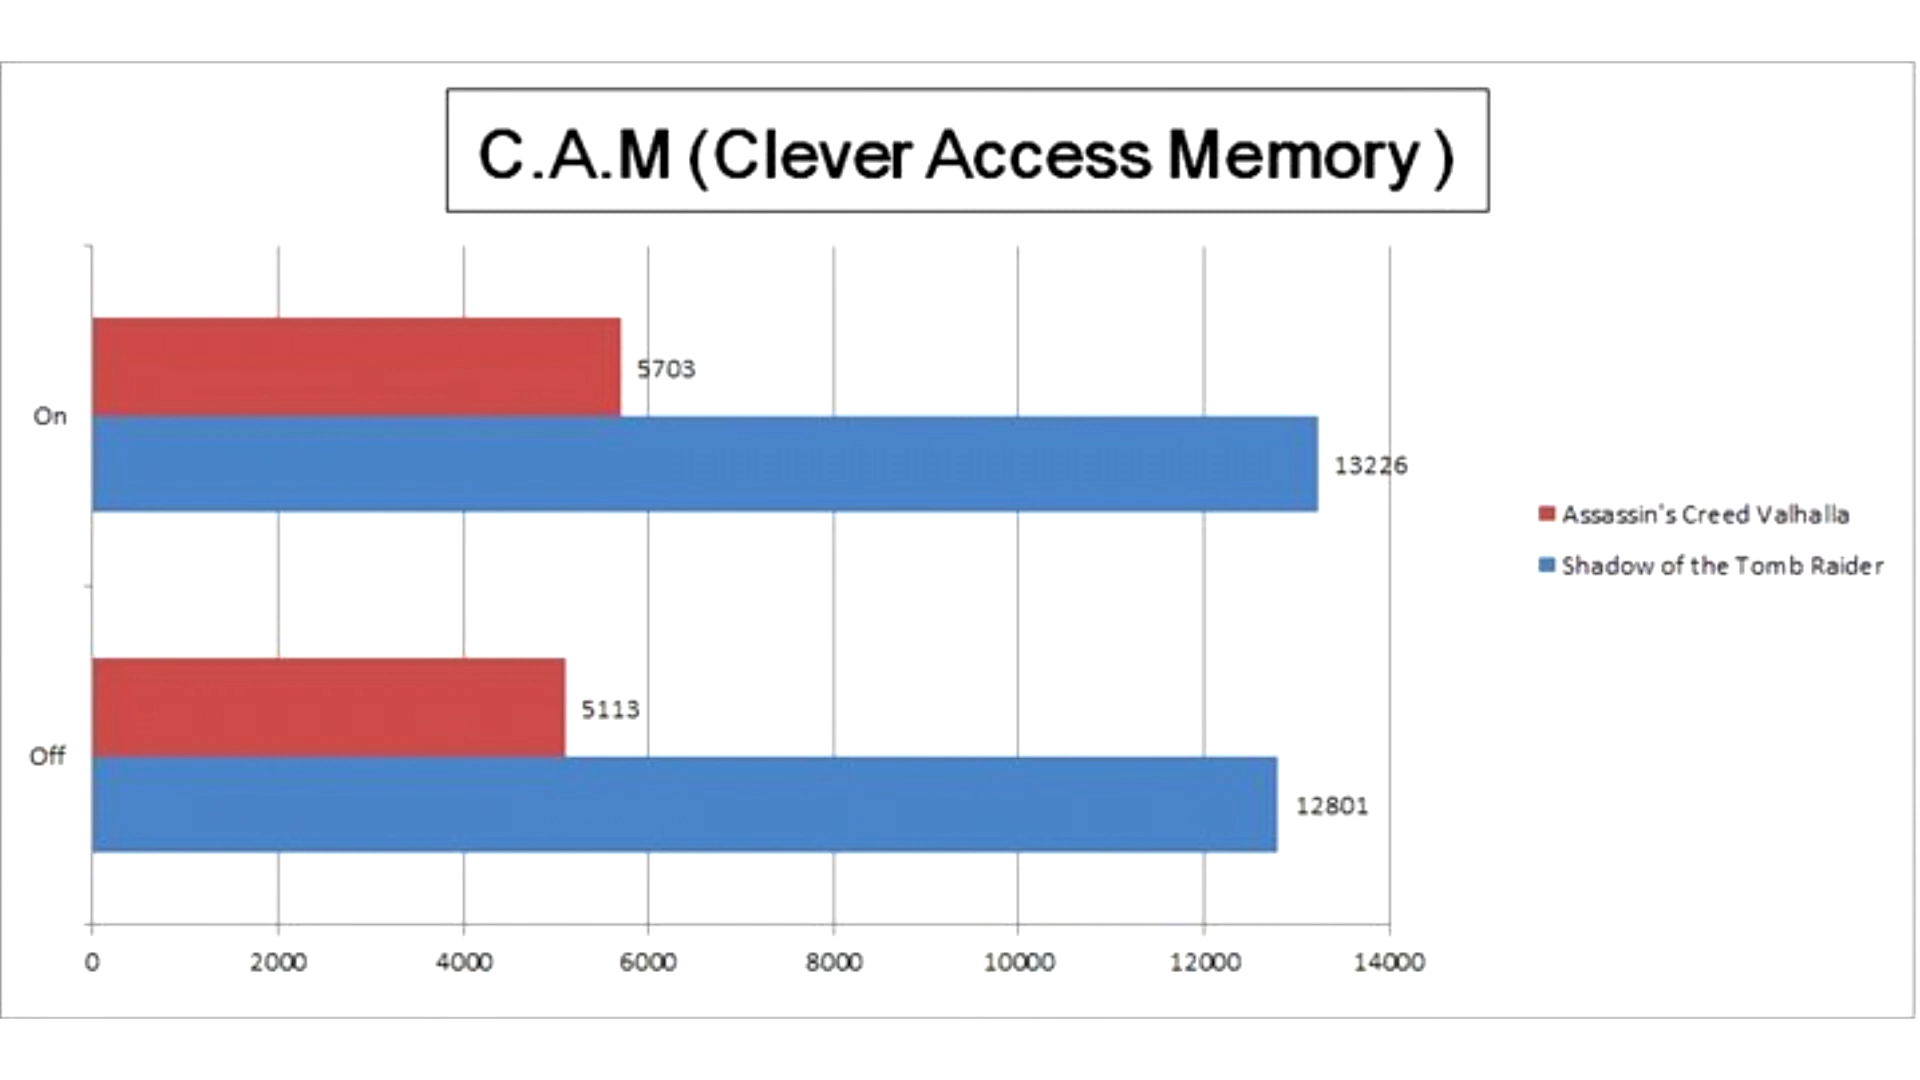 C.A.M (Clever Access Memory )
5703
On
13226
Assassin's Creed Valhalla
Shadow of the Tomb Raider
5113
Off
12801
0 2000 4000 6000 8000 10000 12000 14000